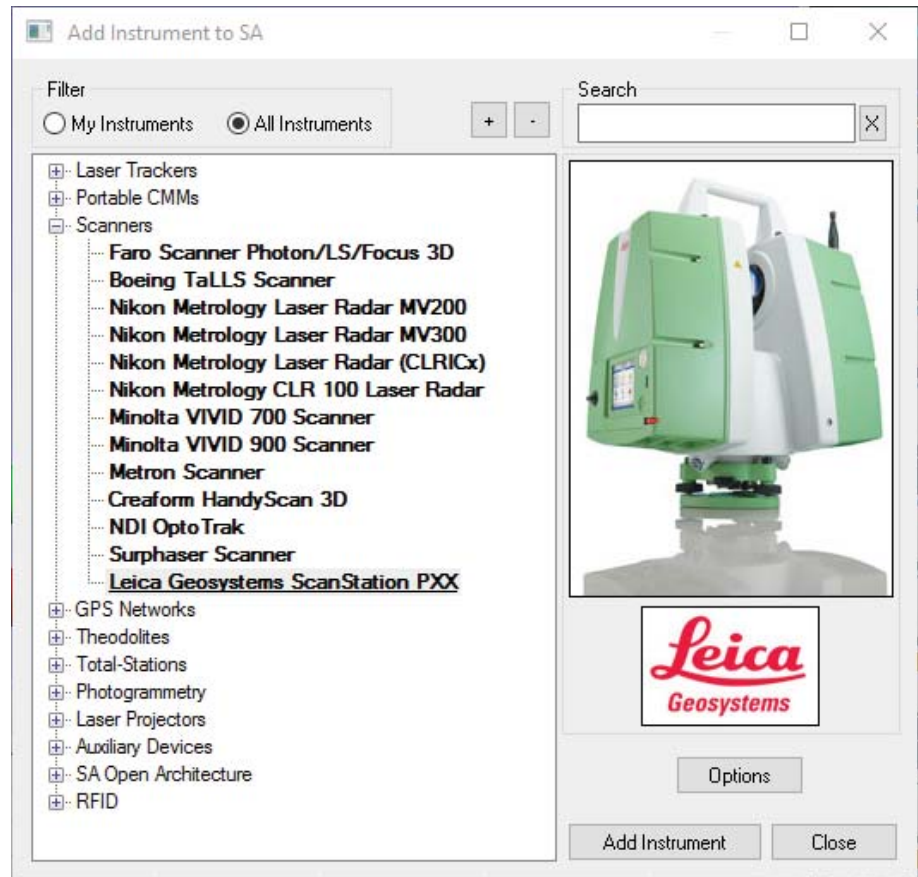 Add Instrument to SA
Filter
My Instruments All Instruments
+ -
Search
X
Laser Trackers
Portable CMMs
Scanners
Faro Scanner Photon/LS/Focus 3D
Boeing TaLLS Scanner
Nikon Metrology Laser Radar MV200
Nikon Metrology Laser Radar MV300
Nikon Metrology Laser Radar (CLRICx)
Nikon Metrology CLR 100 Laser Radar
Minolta VIVID 700 Scanner
Minolta VIVID 900 Scanner
Metron Scanner
Creaform HandyScan 3D
NDI OptoTrak
Surphaser Scanner
Leica Geosystems ScanStation PXX
GPS Networks
Theodolites
Total-Stations
Photogrammetry
Laser Projectors
Auxiliary Devices
SA Open Architecture
RFID
Leica
Geosystems
Options
Add Instrument Close